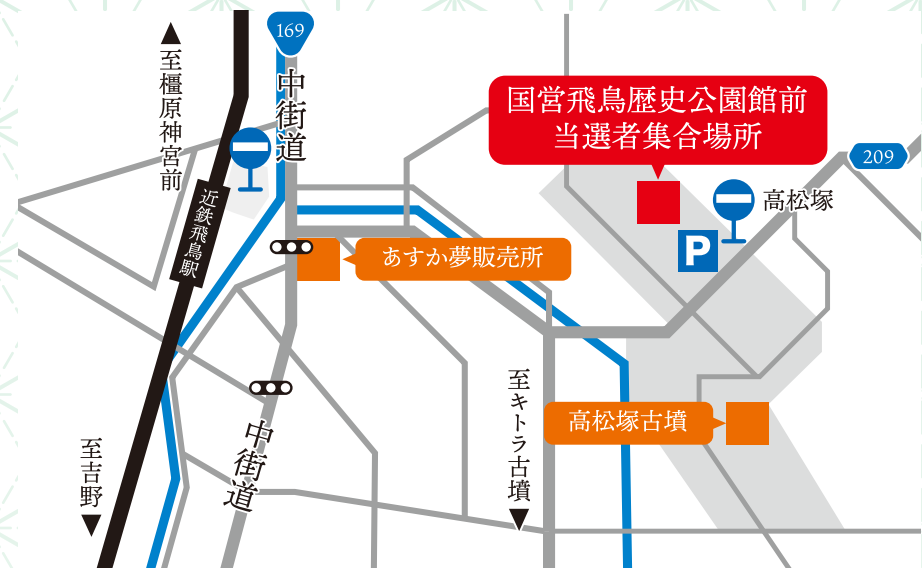 169
中街道
至橿原神宮前
国営飛鳥歴史公園館前
当選者集合場所
209
高松塚
P
近鉄飛鳥駅
あすか夢販売所
至キトラ古墳
高松塚古墳
中街道
至吉野